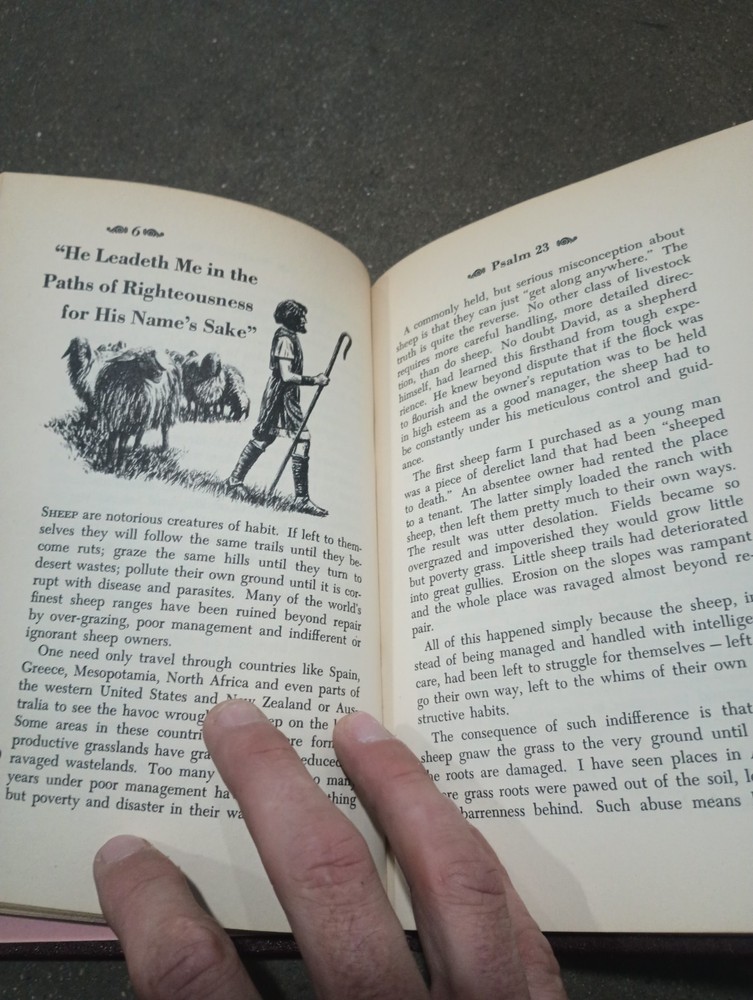 6
"He Leadeth Me in the
Paths of Righteousness
for His Name's Sake"
SHEEP are notorious creatures of habit. If left to them-
selves they will follow the same trails until they be-
come ruts; graze the same hills until they turn to
desert wastes; pollute their own ground until it is cor-
rupt with disease and parasites. Many of the world's
finest sheep ranges have been ruined beyond repair
by over-grazing, poor management and indifferent or
ignorant sheep owners.
One need only travel through countries like Spain,
Greece, Mesopotamia, North Africa and even parts of
the western United States and New Zealand or Aus-
tralia to see the havoc on the
Some areas in these
productive grasslands have
ravaged wastelands. Too many
years under poor management
but poverty and disaster in their
Psalm 23
A commonly held, but serious misconception about
sheep is that they can just "get along anywhere." The
truth is quite the reverse. No other class of livestock
requires more careful handling, more detailed direc-
tion, than do sheep. No doubt David, as a shepherd
himself, had learned this firsthand from tough expe-
rience. He knew beyond dispute that if the flock was
to flourish and the owner's reputation was to be held
in high esteem as a good manager, the sheep had to
be constantly under his meticulous control and guid-
ance.
The first sheep farm I purchased as a young man
was a piece of derelict land that had been "sheeped
to death." An absentee owner had rented the place
to a tenant. The latter simply loaded the ranch with
sheep, then left them pretty much to their own ways.
The result was utter desolation. Fields became so
overgrazed and impoverished they would grow little
but poverty grass. Little sheep trails had deteriorated
into great gullies. Erosion on the slopes was rampant
and the whole place was ravaged almost beyond re-
pair.
All of this happened simply because the sheep, in
stead of being managed and handled with intellige
care, had been left to struggle for themselves — left
go their own way, left to the whims of their own
structive habits.
The consequence of such indifference is that
sheep gnaw the grass to the very ground until
roots are damaged. I have seen places in
grass roots were pawed out of the soil,
barrenness behind. Such abuse means